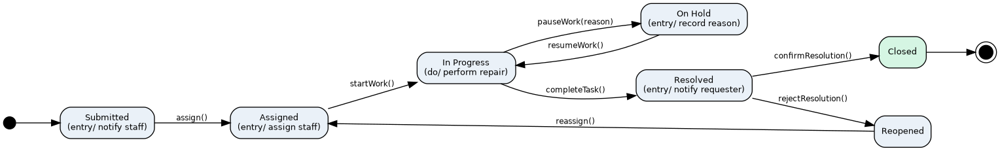 Submitted
(entry/ notify staff)
assign()
Assigned
(entry/ assign staff)
startWork()
In Progress
(do/ perform repair)
pauseWork(reason)
resumeWork()
On Hold
(entry/ record reason)
completeTask()
Resolved
(entry/ notify requester)
confirmResolution()
Closed
rejectResolution()
Reopened
reassign()